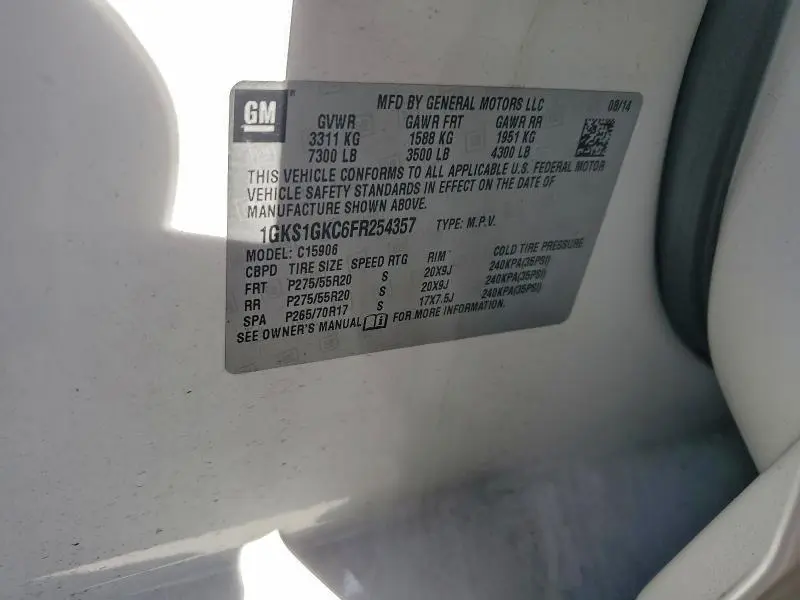 GM
MFD BY GENERAL MOTORS LLC 08/14
GVWR GAWR FRT GAWR RR
3311 KG 1588 KG 1951 KG
7300 LB 3500 LB 4300 LB
THIS VEHICLE CONFORMS TO ALL APPLICABLE U.S. FEDERAL MOTOR
VEHICLE SAFETY STANDARDS IN EFFECT ON THE DATE OF
MANUFACTURE SHOWN ABOVE.
1GKS1GKC6FR254357 TYPE: M.P.V.
MODEL: C15906
CBPD TIRE SIZE SPEED RTG RIM COLD TIRE PRESSURE
FRT P275/55R20 S 20X9J 240KPA(35PSI)
RR P275/55R20 S 20X9J 240KPA(35PSI)
SPA P265/70R17 S 17X7.5J 240KPA(35PSI)
SEE OWNER'S MANUAL FOR MORE INFORMATION.